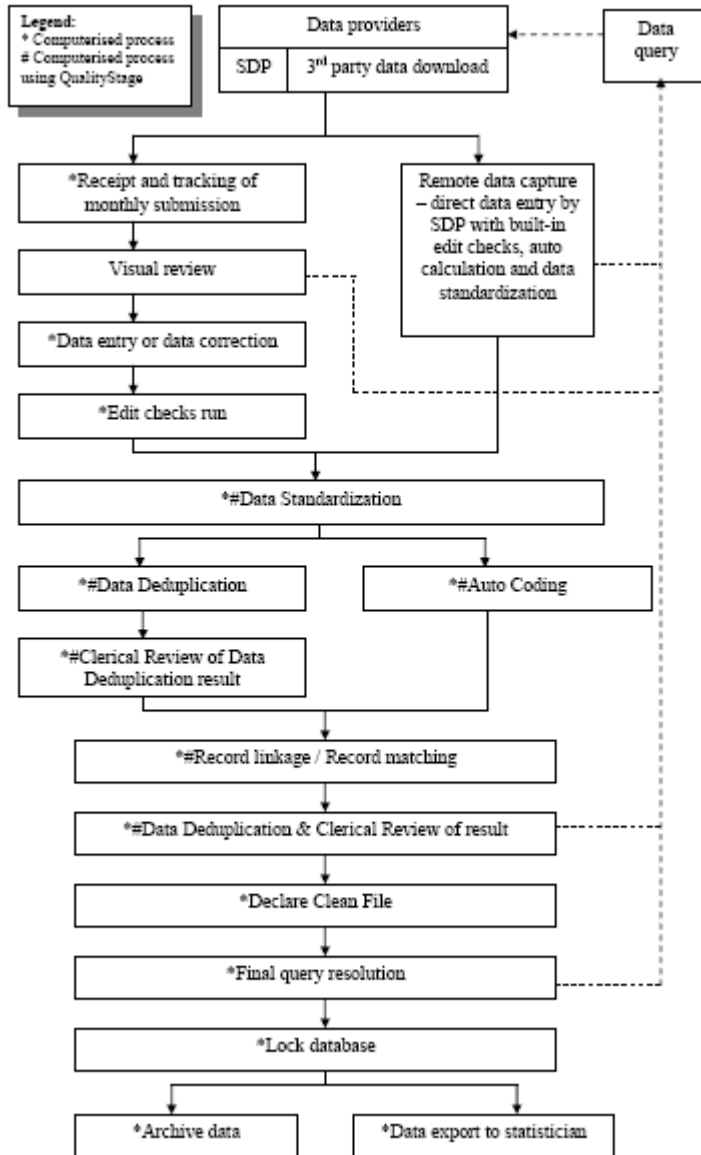 Legend:
* Computerised process
# Computerised process
using QualityStage
Data providers
SDP
3rd party data download
Data
query
*Receipt and tracking of
monthly submission
Remote data capture
– direct data entry by
SDP with built-in
edit checks, auto
calculation and data
standardization
Visual review
*Data entry or data correction
*Edit checks run
*#Data Standardization
*#Data Deduplication
*#Auto Coding
*#Clerical Review of Data
Deduplication result
*#Record linkage / Record matching
*#Data Deduplication & Clerical Review of result
*Declare Clean File
*Final query resolution
*Lock database
*Archive data
*Data export to statistician